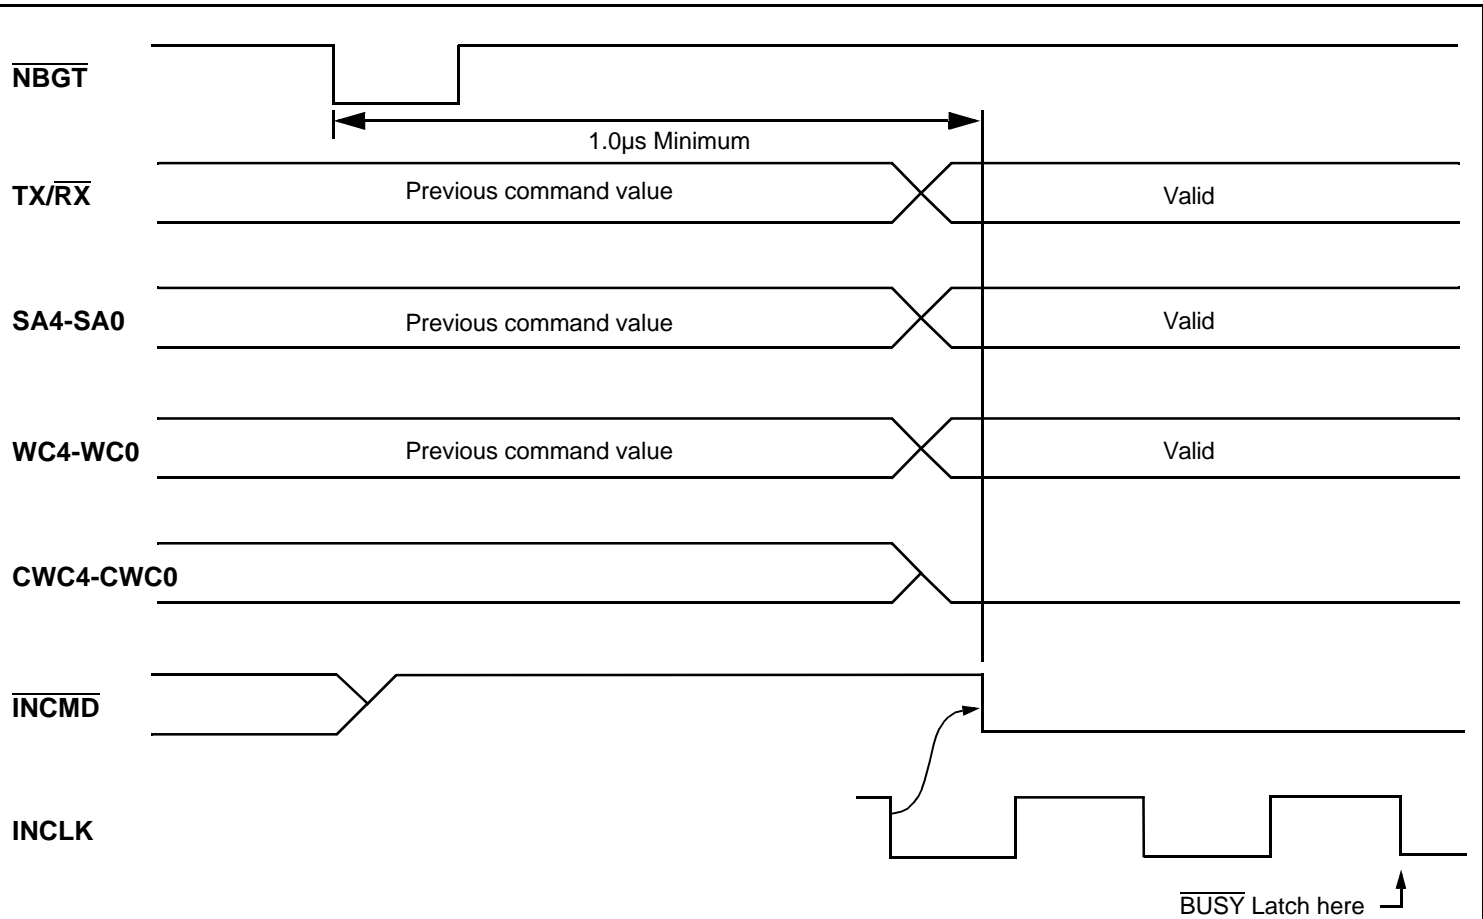 NBGT
1.0µs Minimum
TX/RX Previous command value Valid
SA4-SA0 Previous command value Valid
WC4-WC0 Previous command value Valid
CWC4-CWC0
INCMD
INCLK
BUSY Latch here